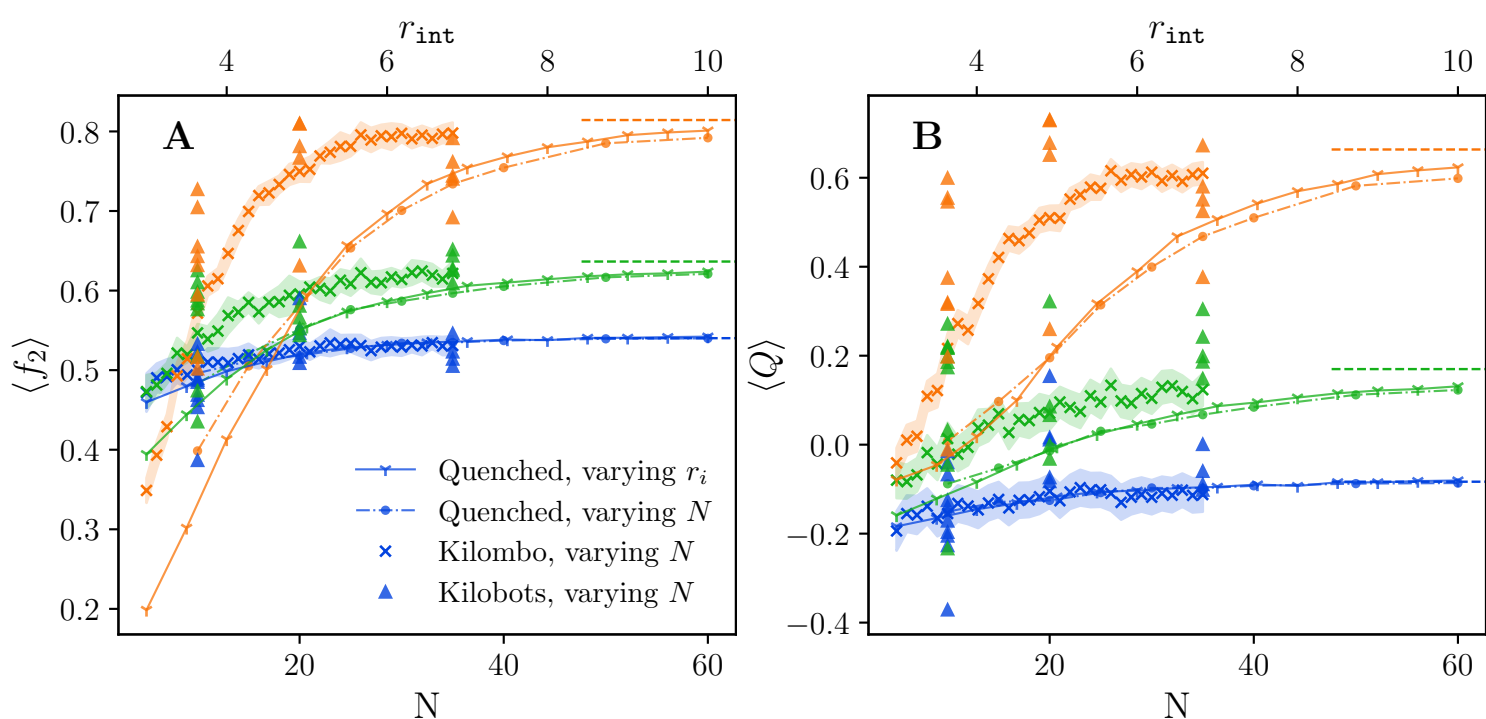 r_int
r_int
4 6 8 10
4 6 8 10
A
B
0.8
0.7
0.6
0.5
0.4
0.3
0.2
⟨f₂⟩
0.6
0.4
0.2
0.0
−0.2
−0.4
⟨Q⟩
Quenched, varying r_i
Quenched, varying N
Kilombo, varying N
Kilobots, varying N
20 40 60
20 40 60
N
N